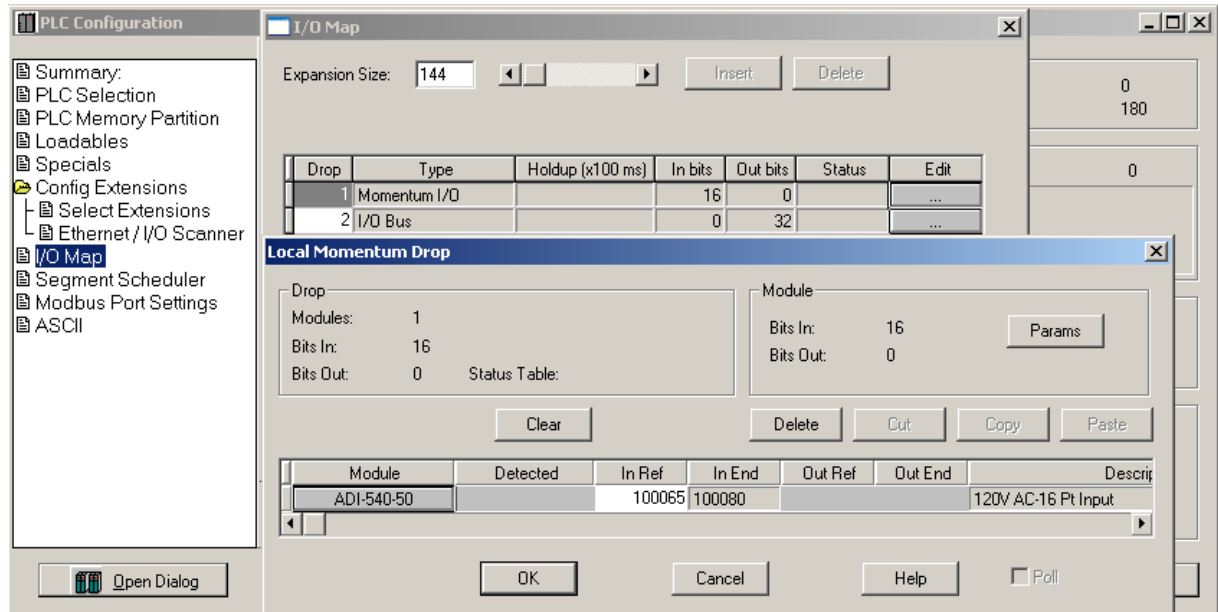 PLC Configuration
Summary:
PLC Selection
PLC Memory Partition
Loadables
Specials
Config Extensions
Select Extensions
Ethernet / I/O Scanner
I/O Map
Segment Scheduler
Modbus Port Settings
ASCII
Open Dialog
I/O Map
Expansion Size: 144 Insert Delete
Drop Type Holdup (x100 ms) In bits Out bits Status Edit
1 Momentum I/O 16 0 ...
2 I/O Bus 0 32 ...
0
180
0
Local Momentum Drop
Drop
Modules: 1
Bits In: 16
Bits Out: 0 Status Table:
Module
Bits In: 16 Params
Bits Out: 0
Clear Delete Cut Copy Paste
Module Detected In Ref In End Out Ref Out End Descrip
ADI-540-50 100065 100080 120V AC-16 Pt Input
OK Cancel Help Poll